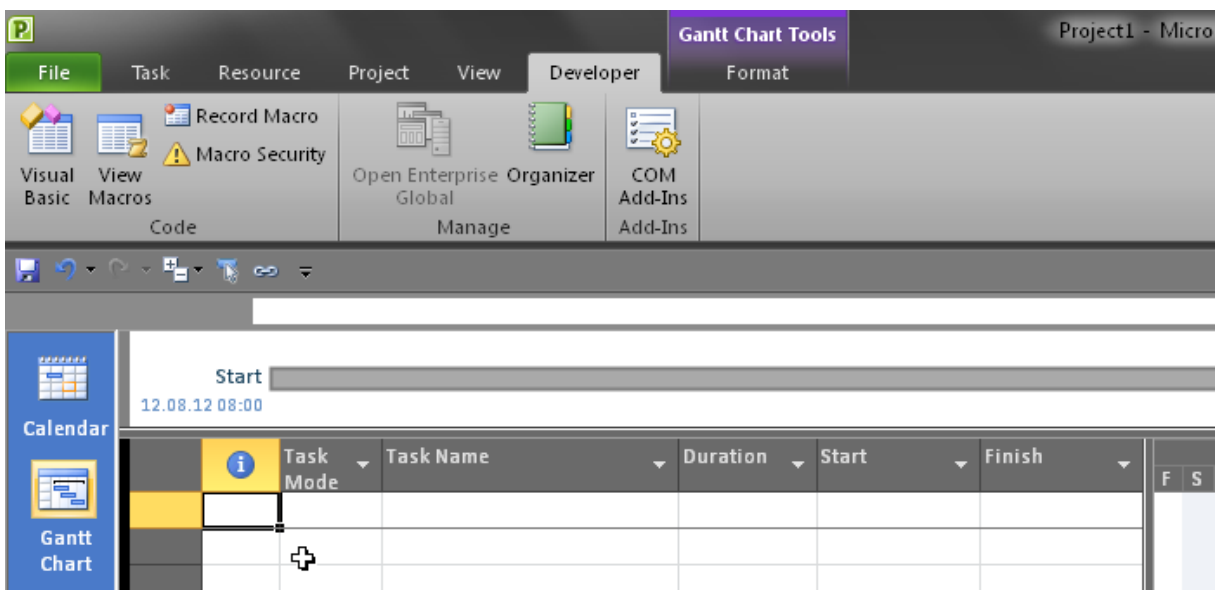 Gantt Chart Tools
Project1 - Micro
File Task Resource Project View Developer Format
Record Macro
Macro Security
Visual Basic
View Macros
Open Enterprise Global
Organizer
COM Add-Ins
Code Manage Add-Ins
Start
12.08.12 08:00
Calendar
Task Mode
Task Name Duration Start Finish
F S
Gantt
Chart